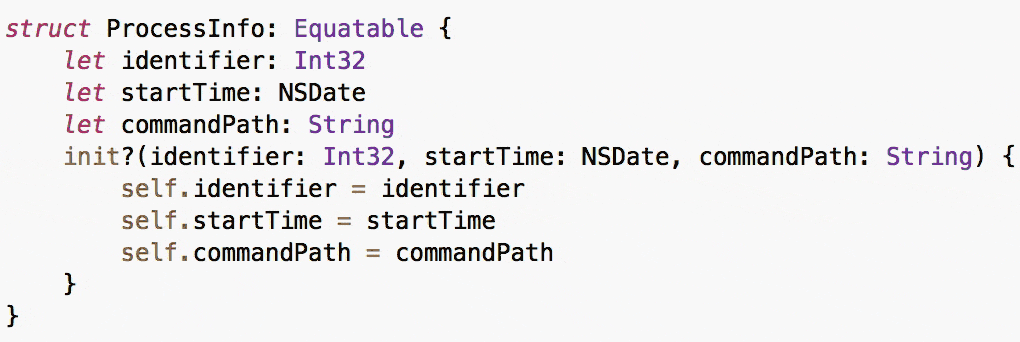 struct ProcessInfo: Equatable {
    let identifier: Int32
    let startTime: NSDate
    let commandPath: String
    init?(identifier: Int32, startTime: NSDate, commandPath: String) {
        self.identifier = identifier
        self.startTime = startTime
        self.commandPath = commandPath
    }
}